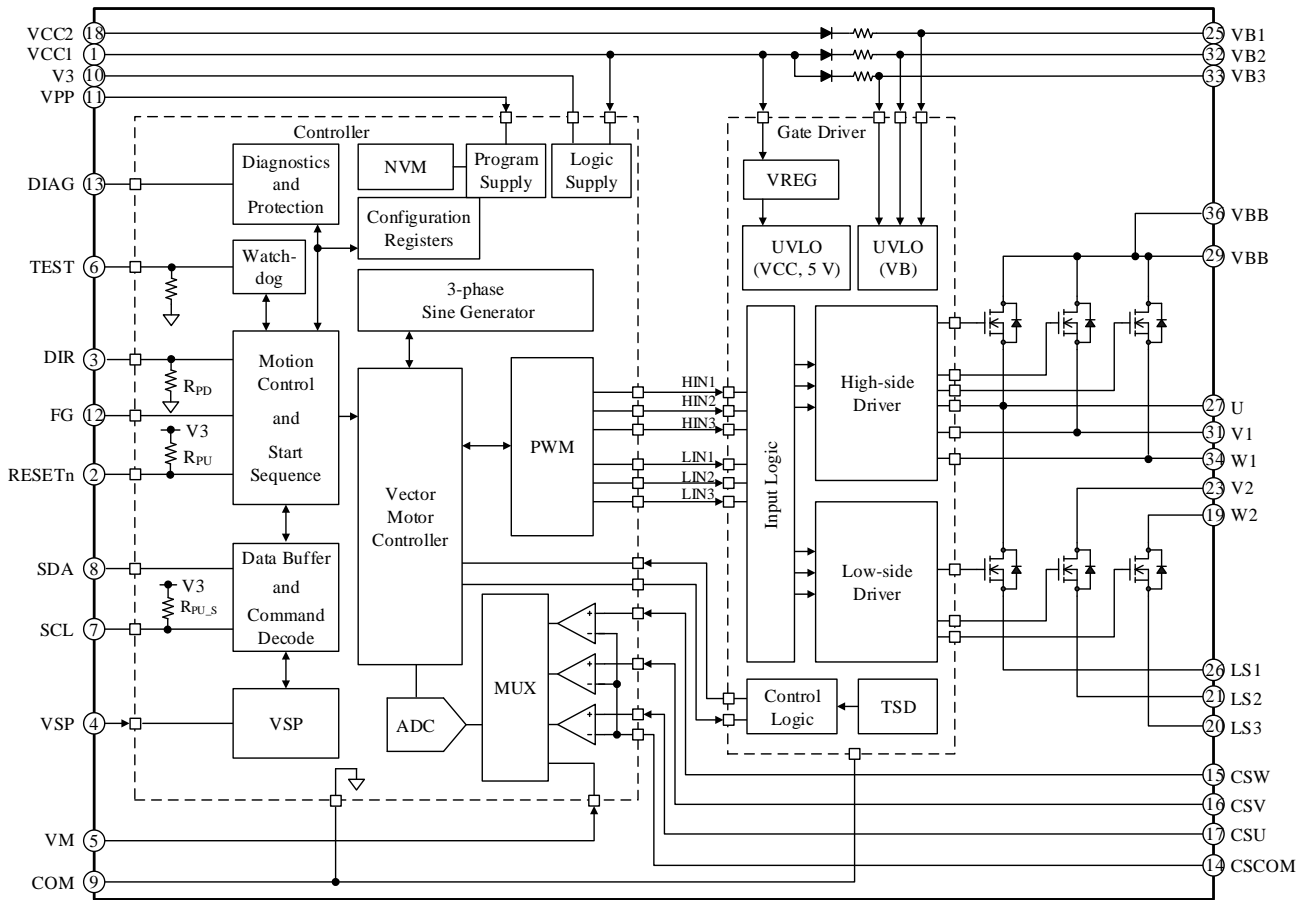 VCC2 18
VCC1 1
V3 10
VPP 11
DIAG 13
TEST 6
DIR 3
FG 12
RESETn 2
SDA 8
SCL 7
VSP 4
VM 5
COM 9
Controller
Diagnostics
and
Protection
NVM
Program
Supply
Logic
Supply
Configuration
Registers
Watch-
dog
3-phase
Sine Generator
Motion
Control
and
Start
Sequence
RPD
V3
RPU
Vector
Motor
Controller
PWM
Data Buffer
and
Command
Decode
V3
RPU_S
VSP
ADC
MUX
+
−
+
−
+
−
HIN1
HIN2
HIN3
LIN1
LIN2
LIN3
Gate Driver
VREG
UVLO
(VCC, 5 V)
UVLO
(VB)
Input Logic
High-side
Driver
Low-side
Driver
Control
Logic
TSD
25 VB1
32 VB2
33 VB3
36 VBB
29 VBB
27 U
31 V1
34 W1
23 V2
19 W2
26 LS1
21 LS2
20 LS3
15 CSW
16 CSV
17 CSU
14 CSCOM